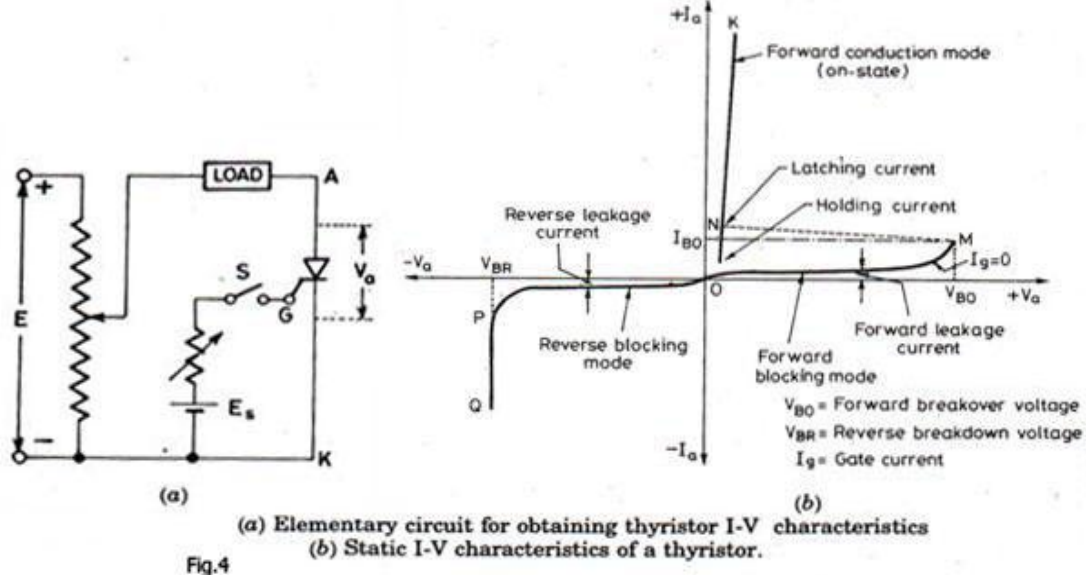 LOAD
A
+
E
−
S
G
Va
Es
K
(a)
+Ia
K
Forward conduction mode
(on-state)
Latching current
Holding current
Reverse leakage
current
N
IBO
M
Ig=0
−Va
VBR
O
VBO
+Va
P
Reverse blocking
mode
Forward
blocking mode
Forward leakage
current
Q
−Ia
VBO = Forward breakover voltage
VBR = Reverse breakdown voltage
Ig = Gate current
(b)
(a) Elementary circuit for obtaining thyristor I-V characteristics
(b) Static I-V characteristics of a thyristor.
Fig.4